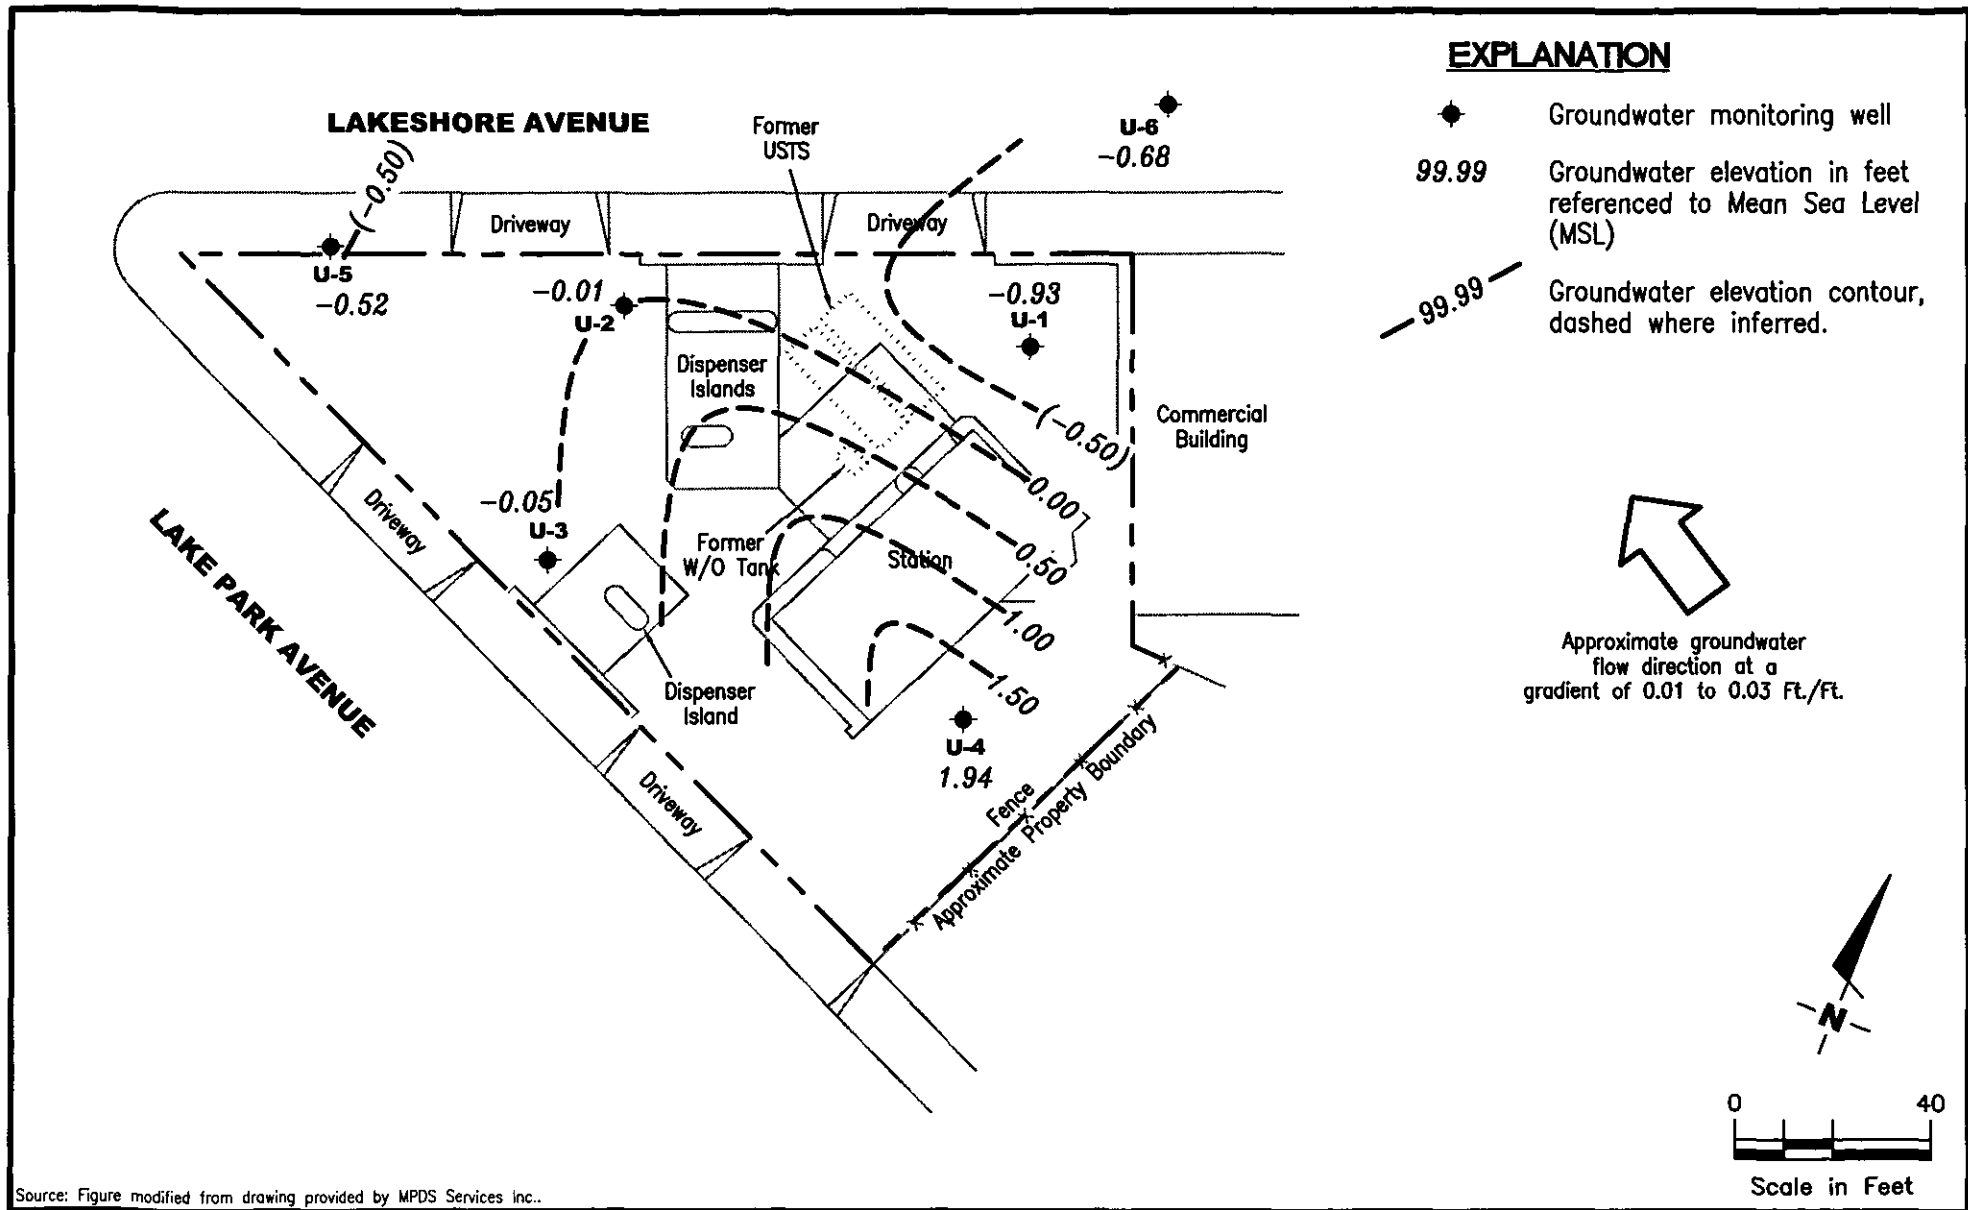 EXPLANATION
Groundwater monitoring well
99.99
Groundwater elevation in feet
referenced to Mean Sea Level
(MSL)
99.99
Groundwater elevation contour,
dashed where inferred.
LAKESHORE AVENUE
(-0.50)
Former
USTS
U-6
-0.68
Driveway
Driveway
U-5
-0.52
-0.01
U-2
-0.93
U-1
Dispenser
Islands
Commercial
Building
(-0.50)
0.00
-0.05
U-3
Driveway
LAKE PARK AVENUE
Former
W/O Tank
Station
0.50
1.00
1.50
Dispenser
Island
U-4
1.94
Driveway
Fence
Approximate Property Boundary
Approximate groundwater
flow direction at a
gradient of 0.01 to 0.03 Ft./Ft.
N
0 40
Scale in Feet
Source: Figure modified from drawing provided by MPDS Services Inc..